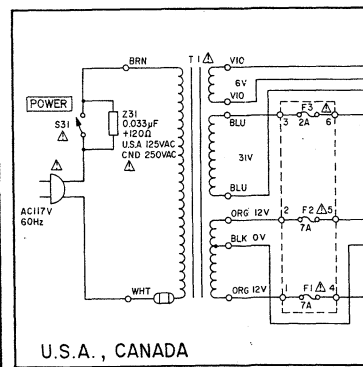 BRN
T1
VIO
6V
VIO
POWER
S31
Z31
0.033µF
+120Ω
U.S.A 125VAC
CND 250VAC
BLU
3
F3
2A
6
31V
BLU
AC117V
60Hz
ORG 12V
2
F2
5
7A
BLK 0V
WHT
ORG 12V
1
F1
4
7A
U.S.A., CANADA